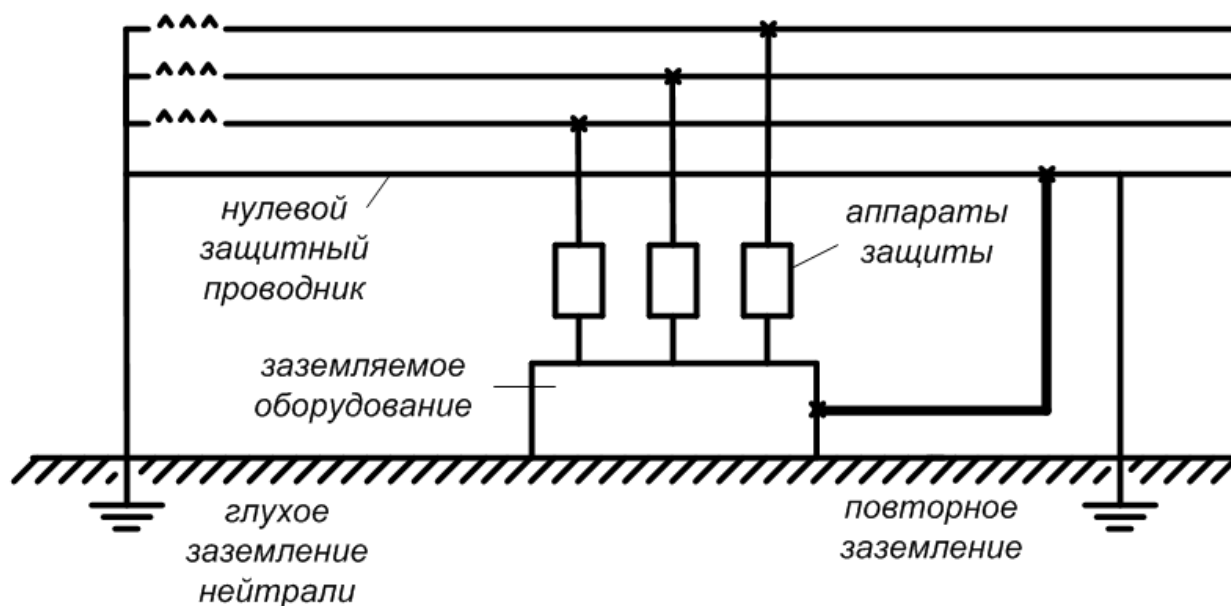 нулевой
защитный
проводник
аппараты
защиты
заземляемое
оборудование
глухое
заземление
нейтрали
повторное
заземление